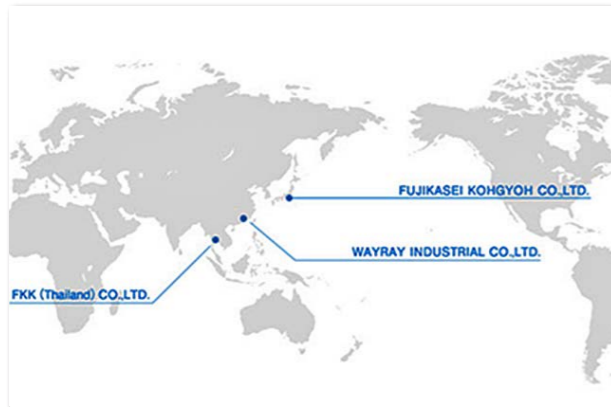 FUJIKASEI KOHGYOH CO.,LTD.
WAYRAY INDUSTRIAL CO.,LTD.
FKK (Thailand) CO.,LTD.